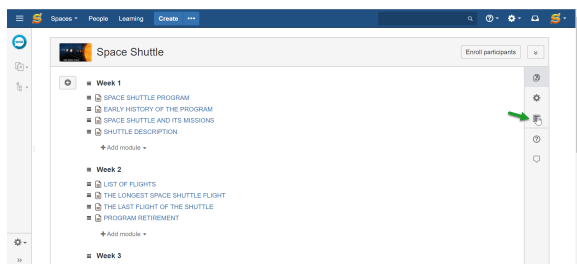 Spaces People Learning Create •••
Space Shuttle
Enroll participants
Week 1
SPACE SHUTTLE PROGRAM
EARLY HISTORY OF THE PROGRAM
SPACE SHUTTLE AND ITS MISSIONS
SHUTTLE DESCRIPTION
+ Add module
Week 2
LIST OF FLIGHTS
THE LONGEST SPACE SHUTTLE FLIGHT
THE LAST FLIGHT OF THE SHUTTLE
PROGRAM RETIREMENT
+ Add module
Week 3